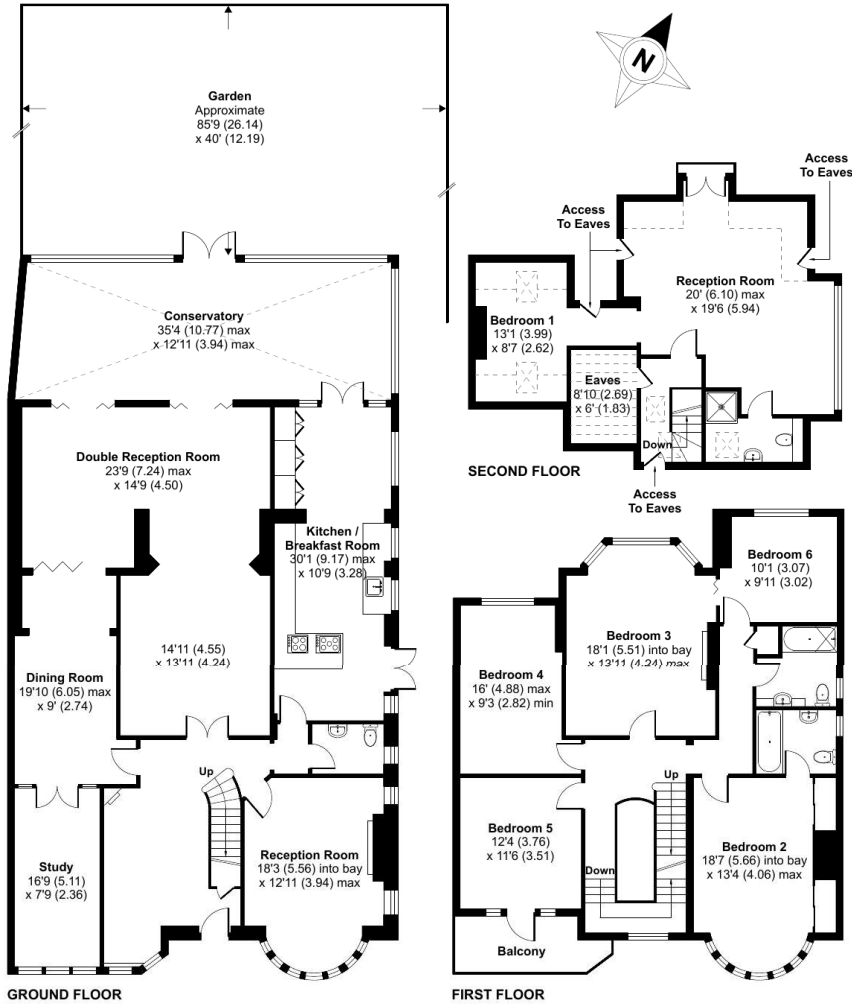 Garden
Approximate
85'9 (26.14)
x 40' (12.19)
N
Access
To Eaves
Access
To Eaves
Reception Room
20' (6.10) max
x 19'6 (5.94)
Bedroom 1
13'1 (3.99)
x 8'7 (2.62)
Eaves
8'10 (2.69)
x 6' (1.83)
Down
SECOND FLOOR
Access
To Eaves
Conservatory
35'4 (10.77) max
x 12'11 (3.94) max
Double Reception Room
23'9 (7.24) max
x 14'9 (4.50)
Kitchen /
Breakfast Room
30'1 (9.17) max
x 10'9 (3.28)
14'11 (4.55)
x 13'11 (4.24)
Dining Room
19'10 (6.05) max
x 9' (2.74)
Up
Study
16'9 (5.11)
x 7'9 (2.36)
Reception Room
18'3 (5.56) into bay
x 12'11 (3.94) max
GROUND FLOOR
Bedroom 6
10'1 (3.07)
x 9'11 (3.02)
Bedroom 3
18'1 (5.51) into bay
x 13'11 (4.24) max
Bedroom 4
16' (4.88) max
x 9'3 (2.82) min
Up
Bedroom 5
12'4 (3.76)
x 11'6 (3.51)
Down
Bedroom 2
18'7 (5.66) into bay
x 13'4 (4.06) max
Balcony
FIRST FLOOR